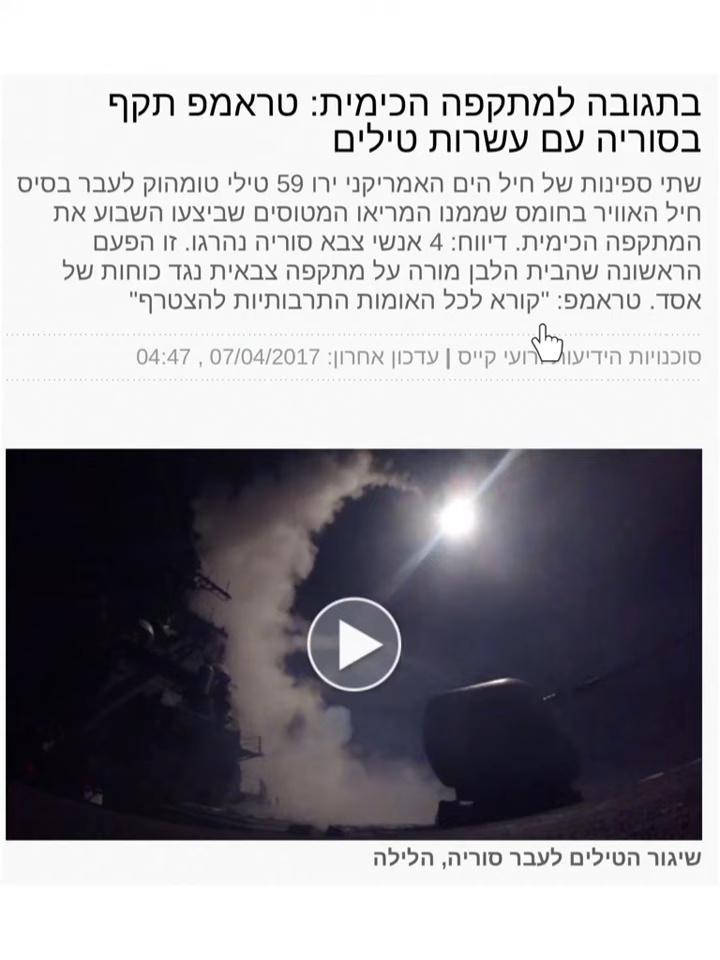 בתגובה למתקפה הכימית: טראמפ תקף
בסוריה עם עשרות טילים
שתי ספינות של חיל הים האמריקני ירו 59 טילי טומהוק לעבר בסיס
חיל האוויר בחומס שממנו המריאו המטוסים שביצעו השבוע את
המתקפה הכימית. דיווח: 4 אנשי צבא סוריה נהרגו. זו הפעם
הראשונה שהבית הלבן מורה על מתקפה צבאית נגד כוחות של
אסד. טראמפ: "קורא לכל האומות התרבותיות להצטרף"
סוכנויות הידיעות ורועי קייס | עדכון אחרון: 07/04/2017 , 04:47
שיגור הטילים לעבר סוריה, הלילה